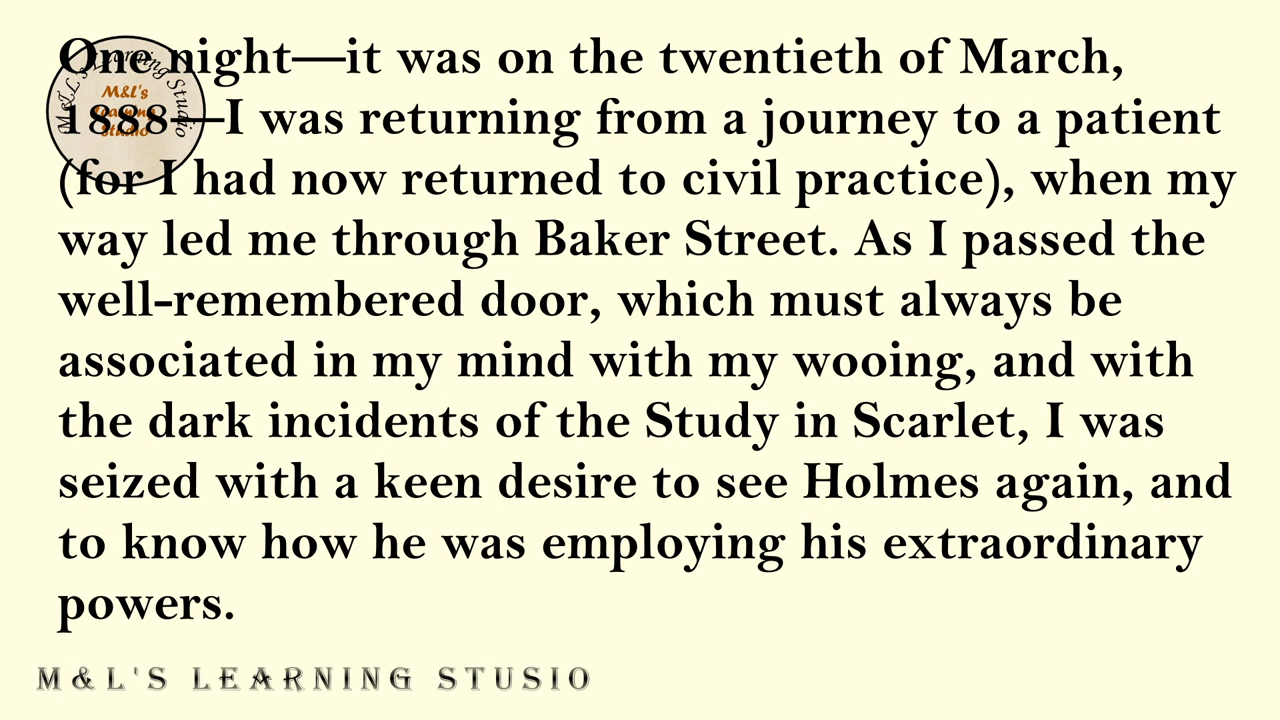 One night—it was on the twentieth of March,
1888—I was returning from a journey to a patient
(for I had now returned to civil practice), when my
way led me through Baker Street. As I passed the
well-remembered door, which must always be
associated in my mind with my wooing, and with
the dark incidents of the Study in Scarlet, I was
seized with a keen desire to see Holmes again, and
to know how he was employing his extraordinary
powers.
M&L's Learning Studio
M&L's
Learning
Studio
M&L'S LEARNING STUSIO